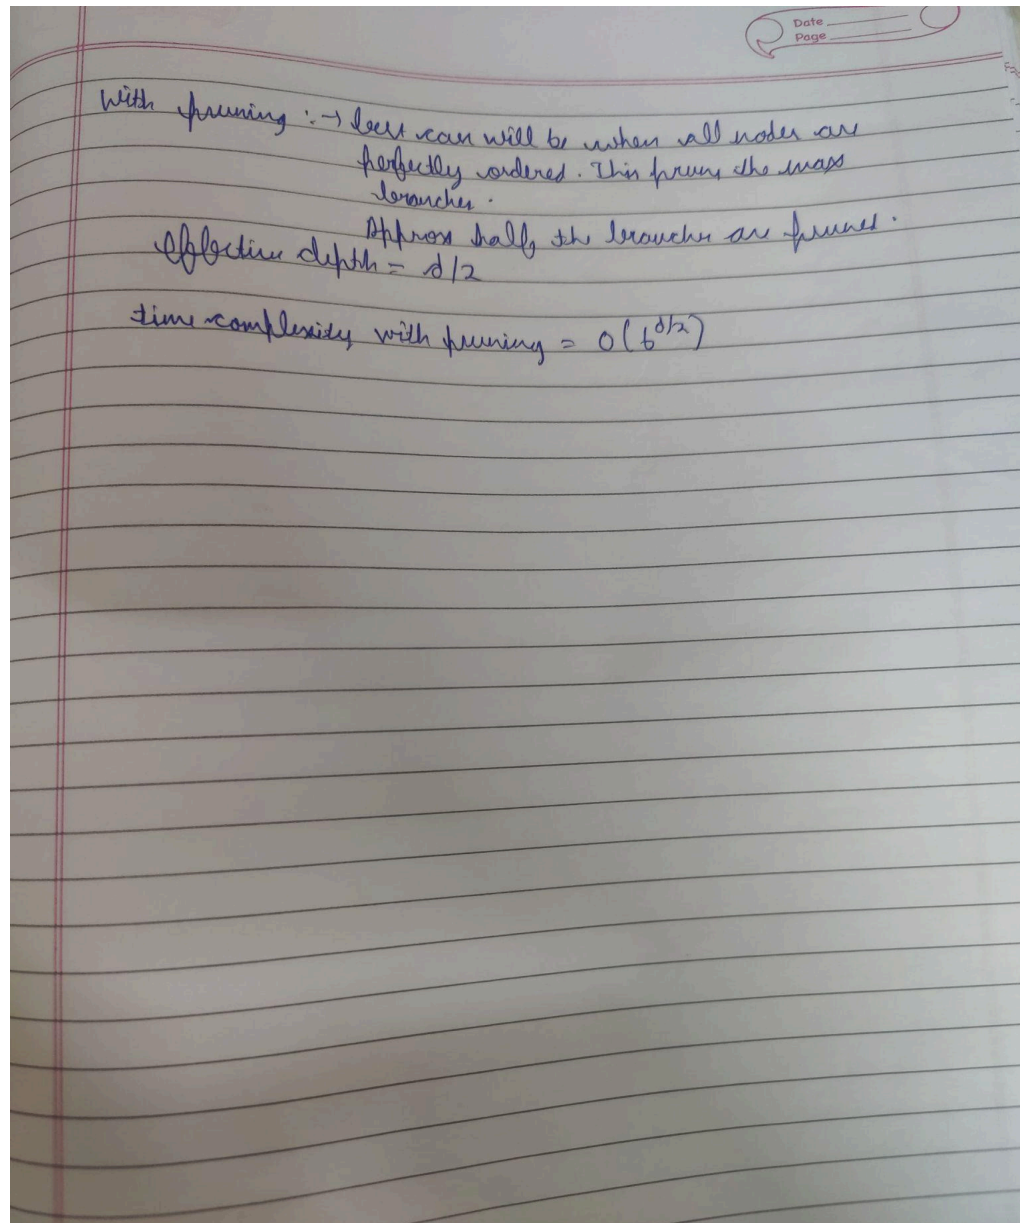 Date
Page
With pruning :→ best case will be when all nodes are
perfectly ordered. This prune the max
branches.
Approx half the branches are prunes.
effective depth = d/2
time complexity with pruning = O(b^{d/2})